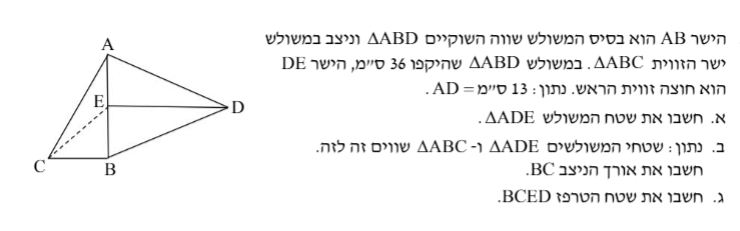 הישר AB הוא בסיס המשולש שווה השוקיים ΔABD וניצב במשולש
ישר הזווית ΔABC. במשולש ΔABD שהיקפו 36 ס״מ, הישר DE
הוא חוצה זווית הראש. נתון: 13 ס״מ = AD.
א. חשבו את שטח המשולש ΔADE.
ב. נתון: שטחי המשולשים ΔADE ו- ΔABC שווים זה לזה.
חשבו את אורך הניצב BC.
ג. חשבו את שטח הטרפז BCED.
A
E
D
C
B